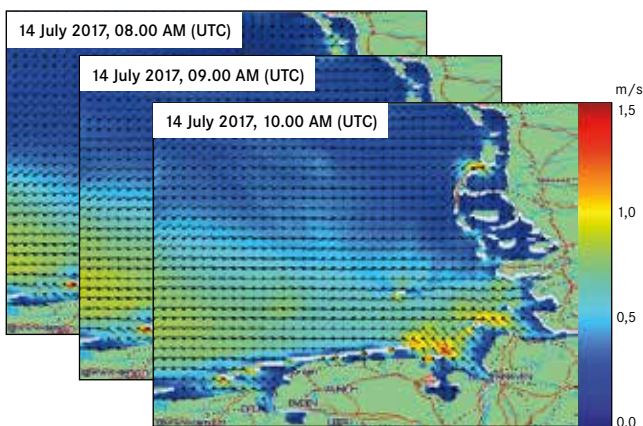 14 July 2017, 08.00 AM (UTC)
14 July 2017, 09.00 AM (UTC)
14 July 2017, 10.00 AM (UTC)
m/s
1,5
1,0
0,5
0.0
AURICH
EMDEN